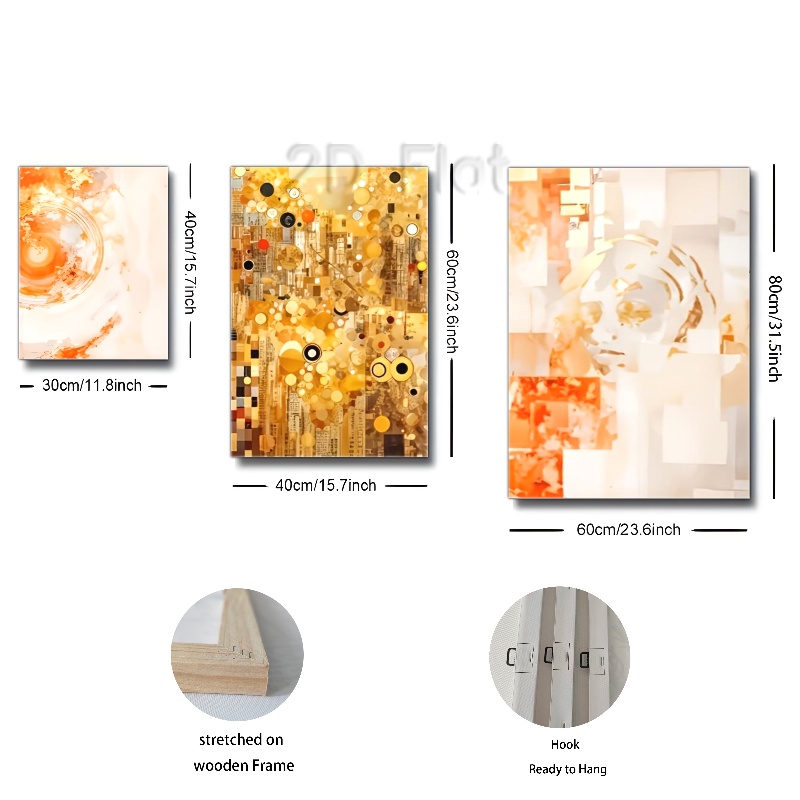 2D Flat
40cm/15.7inch
30cm/11.8inch
60cm/23.6inch
40cm/15.7inch
80cm/31.5inch
60cm/23.6inch
stretched on
wooden Frame
Hook
Ready to Hang